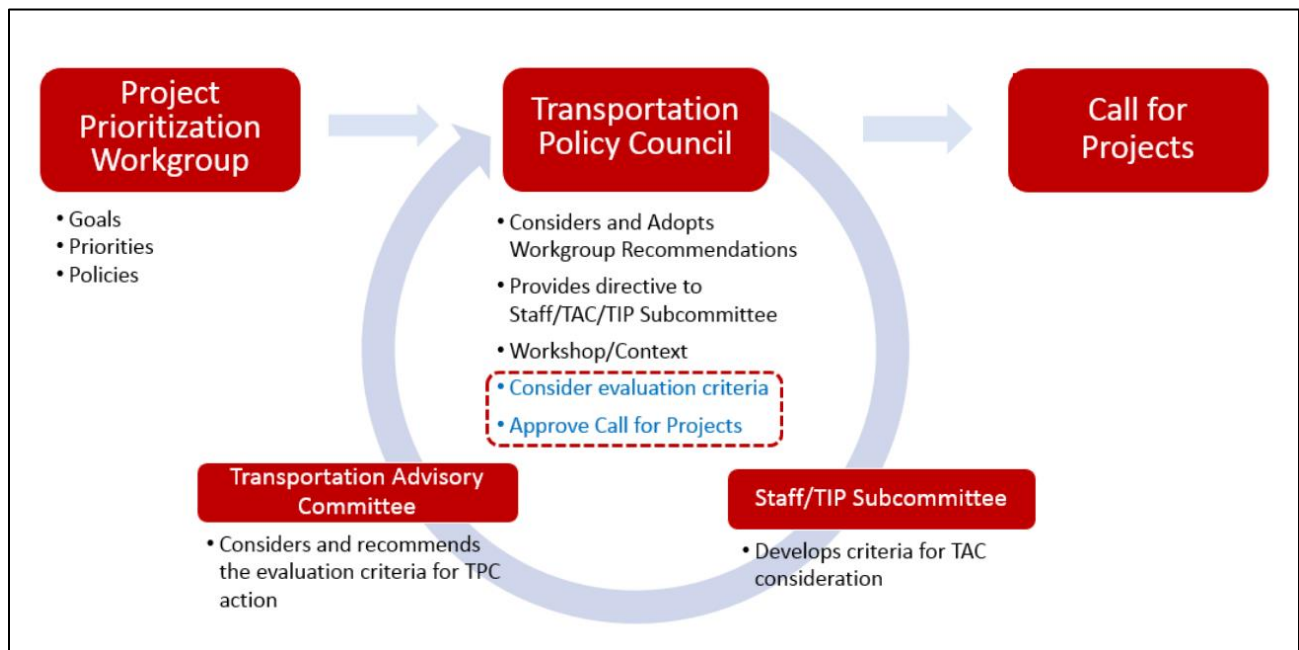 Project
Prioritization
Workgroup
• Goals
• Priorities
• Policies
Transportation
Policy Council
• Considers and Adopts
Workgroup Recommendations
• Provides directive to
Staff/TAC/TIP Subcommittee
• Workshop/Context
• Consider evaluation criteria
• Approve Call for Projects
Call for
Projects
Transportation Advisory
Committee
• Considers and recommends
the evaluation criteria for TPC
action
Staff/TIP Subcommittee
• Develops criteria for TAC
consideration